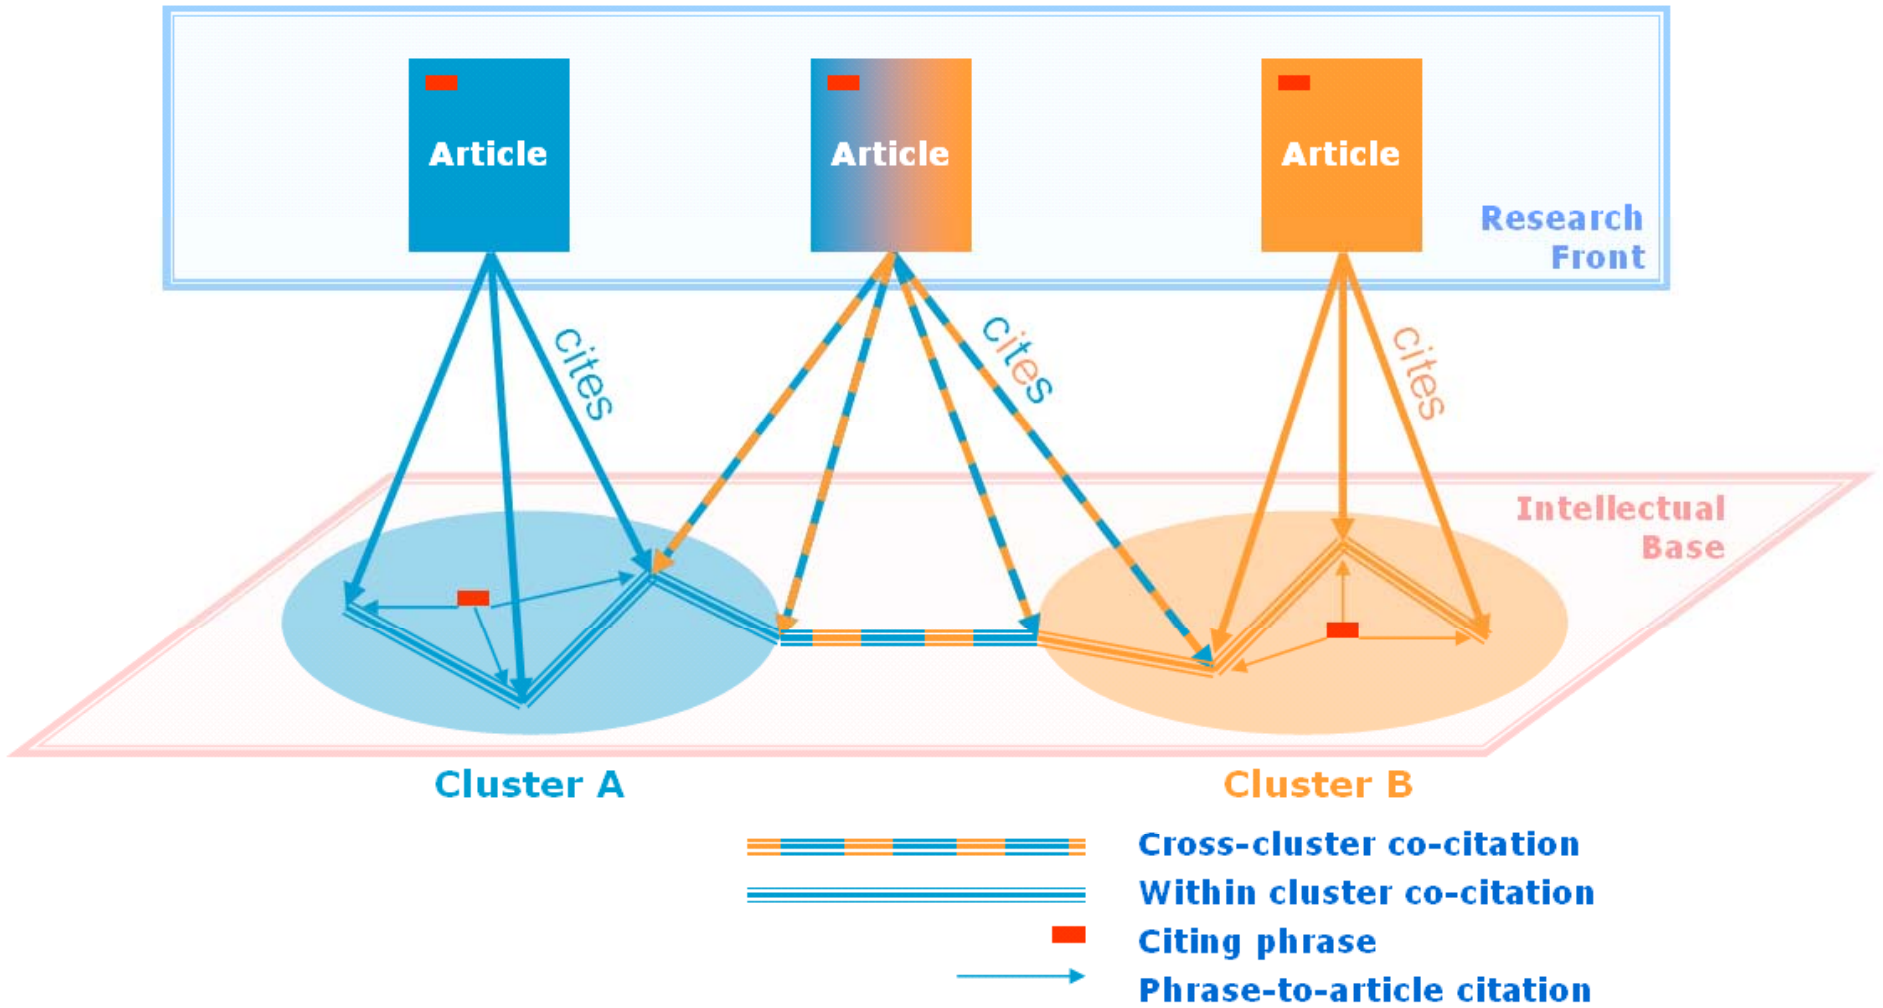 Article
Article
Article
Research
Front
cites
cites
cites
Intellectual
Base
Cluster A
Cluster B
Cross-cluster co-citation
Within cluster co-citation
Citing phrase
Phrase-to-article citation